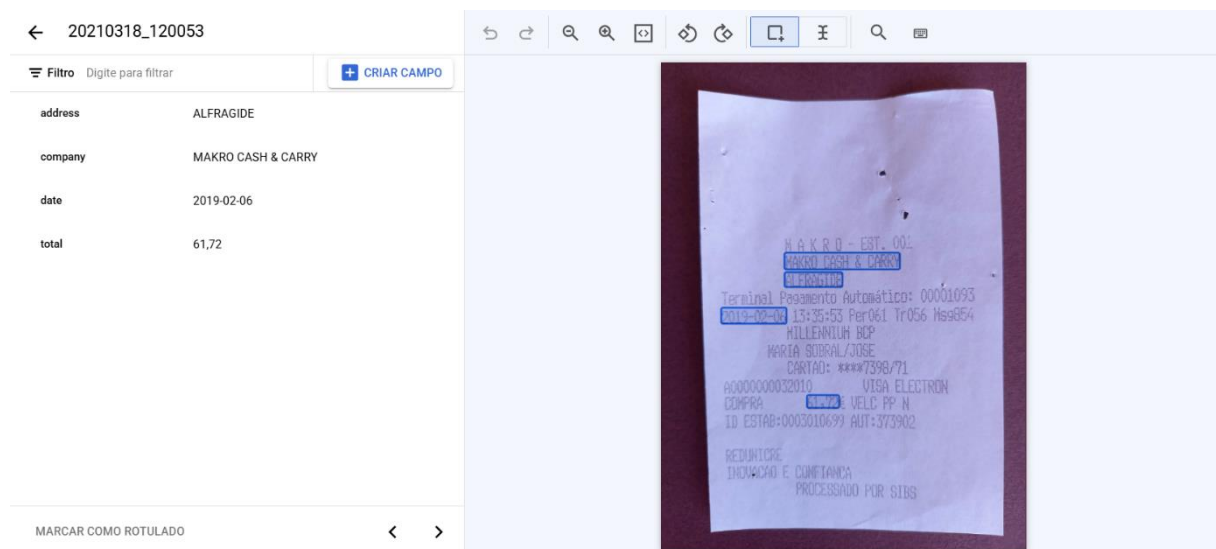 20210318_120053
Filtro Digite para filtrar
CRIAR CAMPO
address ALFRAGIDE
company MAKRO CASH & CARRY
date 2019-02-06
total 61,72
MARCAR COMO ROTULADO
M A K R O - EST. 001
MAKRO CASH & CARRY
ALFRAGIDE
Terminal Pagamento Automático: 00001093
2019-02-06 13:35:53 Per061 Tr056 Msg854
MILLENNIUM BCP
MARIA SOBRAL/JOSE
CARTAO: ****7398/71
A0000000032010 VISA ELECTRON
COMPRA 61,72 VELC PP N
ID ESTAB:0003010699 AUT:373902
REDUNICRE
INOVACAO E CONFIANCA
PROCESSADO POR SIBS